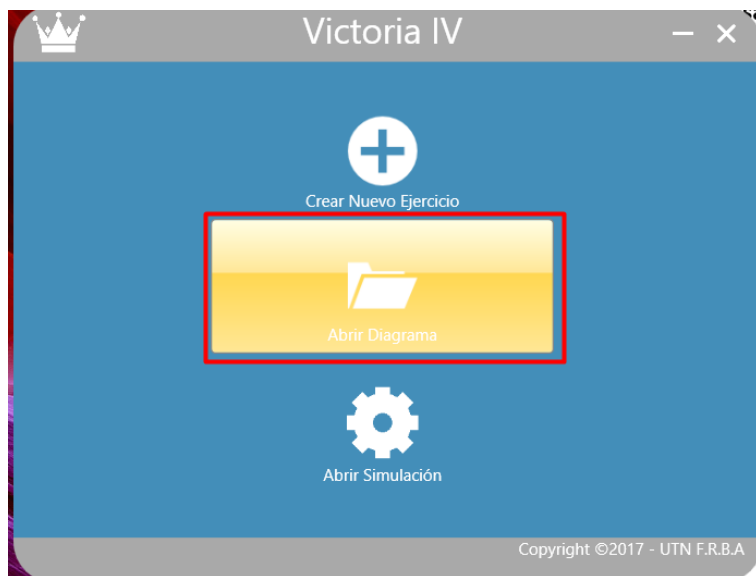 Victoria IV
Crear Nuevo Ejercicio
Abrir Diagrama
Abrir Simulación
Copyright ©2017 - UTN F.R.B.A